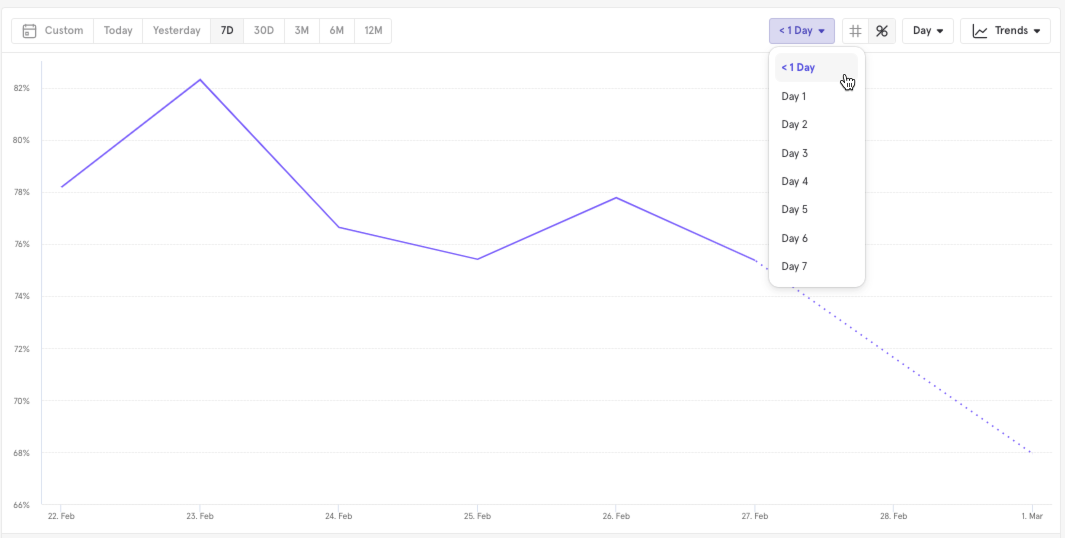 Custom Today Yesterday 7D 30D 3M 6M 12M < 1 Day # % Day Trends
< 1 Day
Day 1
Day 2
Day 3
Day 4
Day 5
Day 6
Day 7
82%
80%
78%
76%
74%
72%
70%
68%
66%
22. Feb 23. Feb 24. Feb 25. Feb 26. Feb 27. Feb 28. Feb 1. Mar